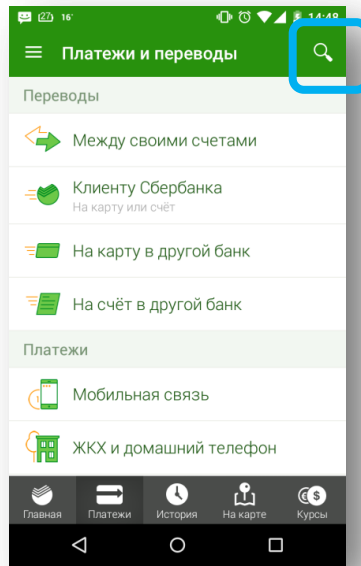 27 16° 14:48
Платежи и переводы
Переводы
Между своими счетами
Клиенту Сбербанка
На карту или счёт
На карту в другой банк
На счёт в другой банк
Платежи
Мобильная связь
ЖКХ и домашний телефон
Главная Платежи История На карте Курсы